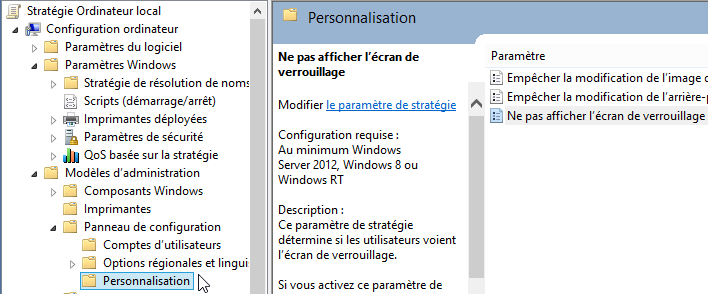 Stratégie Ordinateur local
Configuration ordinateur
Paramètres du logiciel
Paramètres Windows
Stratégie de résolution de noms
Scripts (démarrage/arrêt)
Imprimantes déployées
Paramètres de sécurité
QoS basée sur la stratégie
Modèles d'administration
Composants Windows
Imprimantes
Panneau de configuration
Comptes d'utilisateurs
Options régionales et linguis
Personnalisation
Personnalisation
Ne pas afficher l'écran de
verrouillage
Modifier le paramètre de stratégie
Configuration requise :
Au minimum Windows
Server 2012, Windows 8 ou
Windows RT
Description :
Ce paramètre de stratégie
détermine si les utilisateurs voient
l'écran de verrouillage.
Si vous activez ce paramètre de
Paramètre
Empêcher la modification de l'image d
Empêcher la modification de l'arrière-p
Ne pas afficher l'écran de verrouillage